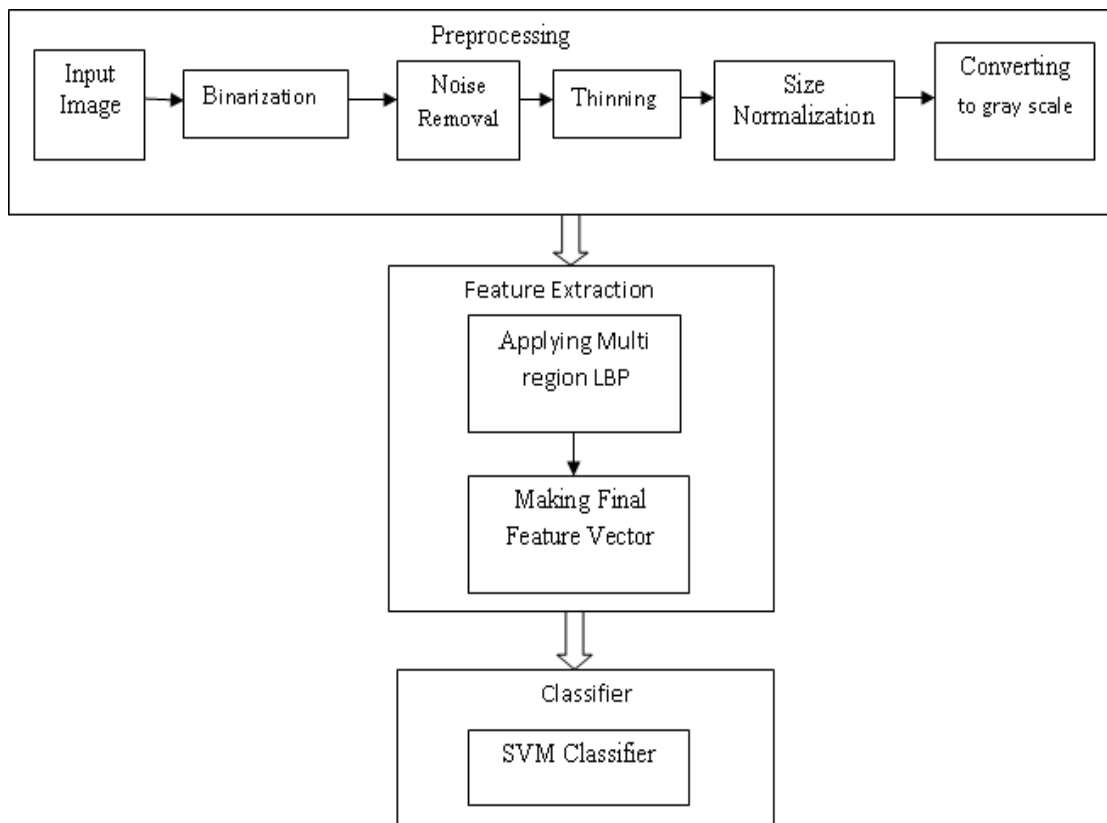 Preprocessing
Input
Image
Binarization
Noise
Removal
Thinning
Size
Normalization
Converting
to gray scale
Feature Extraction
Applying Multi
region LBP
Making Final
Feature Vector
Classifier
SVM Classifier